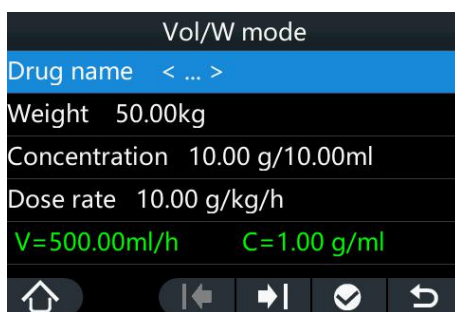 Vol/W mode
Drug name < ... >
Weight 50.00kg
Concentration 10.00 g/10.00ml
Dose rate 10.00 g/kg/h
V=500.00ml/h C=1.00 g/ml